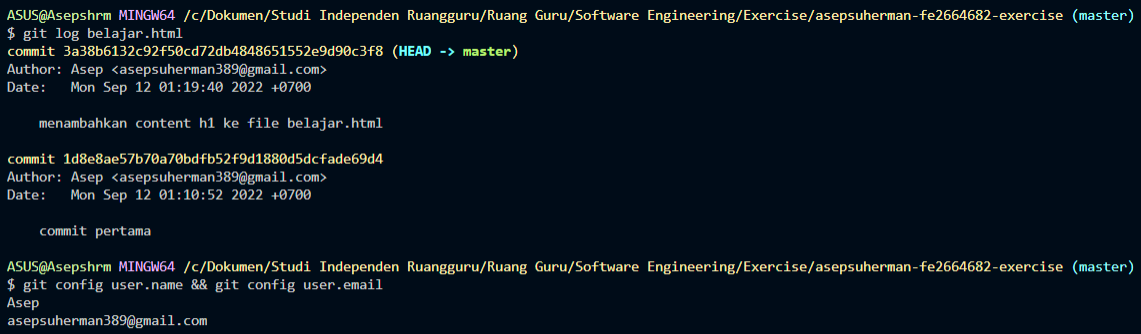 ASUS@Asepshrm MINGW64 /c/Dokumen/Studi Independen Ruangguru/Ruang Guru/Software Engineering/Exercise/asepsuherman-fe2664682-exercise (master)
$ git log belajar.html
commit 3a38b6132c92f50cd72db4848651552e9d90c3f8 (HEAD -> master)
Author: Asep <asepsuherman389@gmail.com>
Date:   Mon Sep 12 01:19:40 2022 +0700

    menambahkan content h1 ke file belajar.html

commit 1d8e8ae57b70a70bdfb52f9d1880d5dcfade69d4
Author: Asep <asepsuherman389@gmail.com>
Date:   Mon Sep 12 01:10:52 2022 +0700

    commit pertama

ASUS@Asepshrm MINGW64 /c/Dokumen/Studi Independen Ruangguru/Ruang Guru/Software Engineering/Exercise/asepsuherman-fe2664682-exercise (master)
$ git config user.name && git config user.email
Asep
asepsuherman389@gmail.com